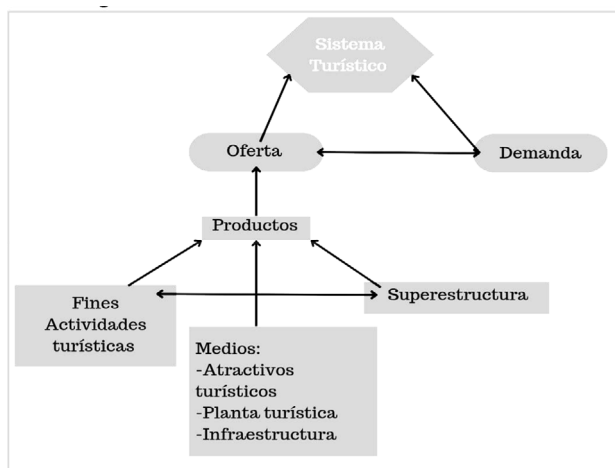 Sistema
Turístico
Oferta
Demanda
Productos
Fines
Actividades
turísticas
Superestructura
Medios:
-Atractivos
turísticos
-Planta turística
-Infraestructura